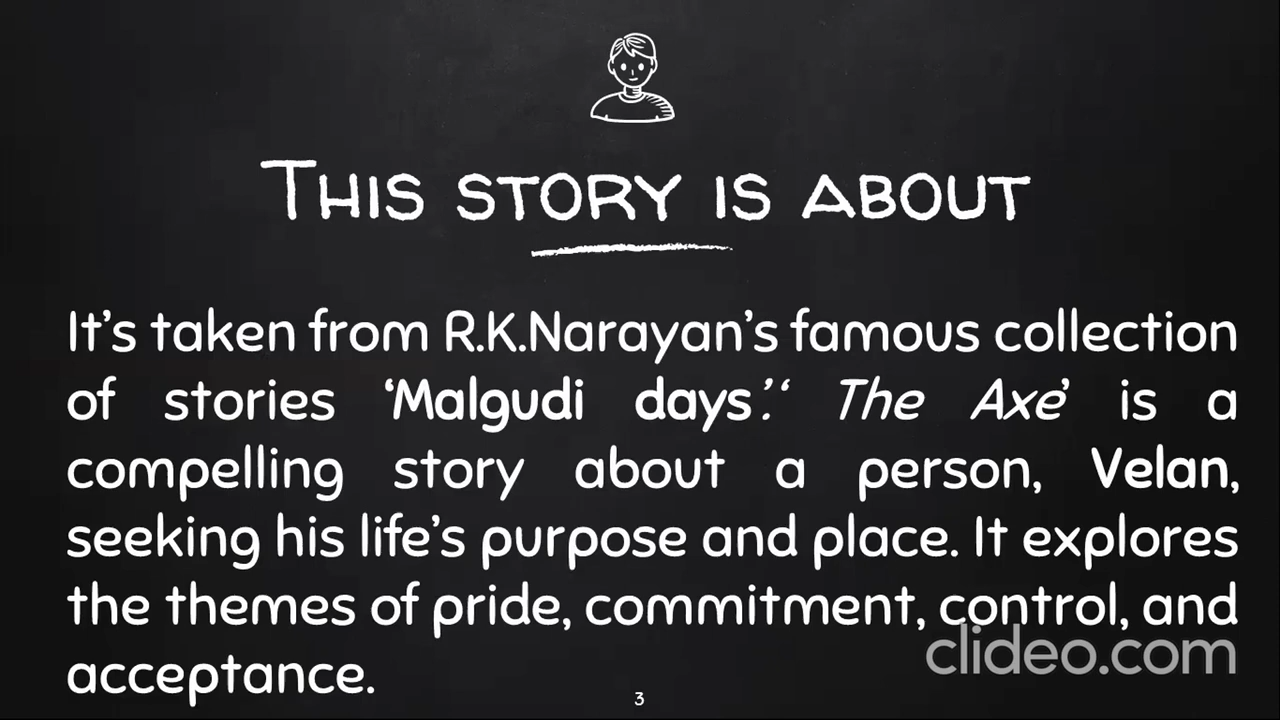 THIS STORY IS ABOUT
It's taken from R.K.Narayan's famous collection
of stories 'Malgudi days'.' The Axe' is a
compelling story about a person, Velan,
seeking his life's purpose and place. It explores
the themes of pride, commitment, control, and
acceptance.
clideo.com
3